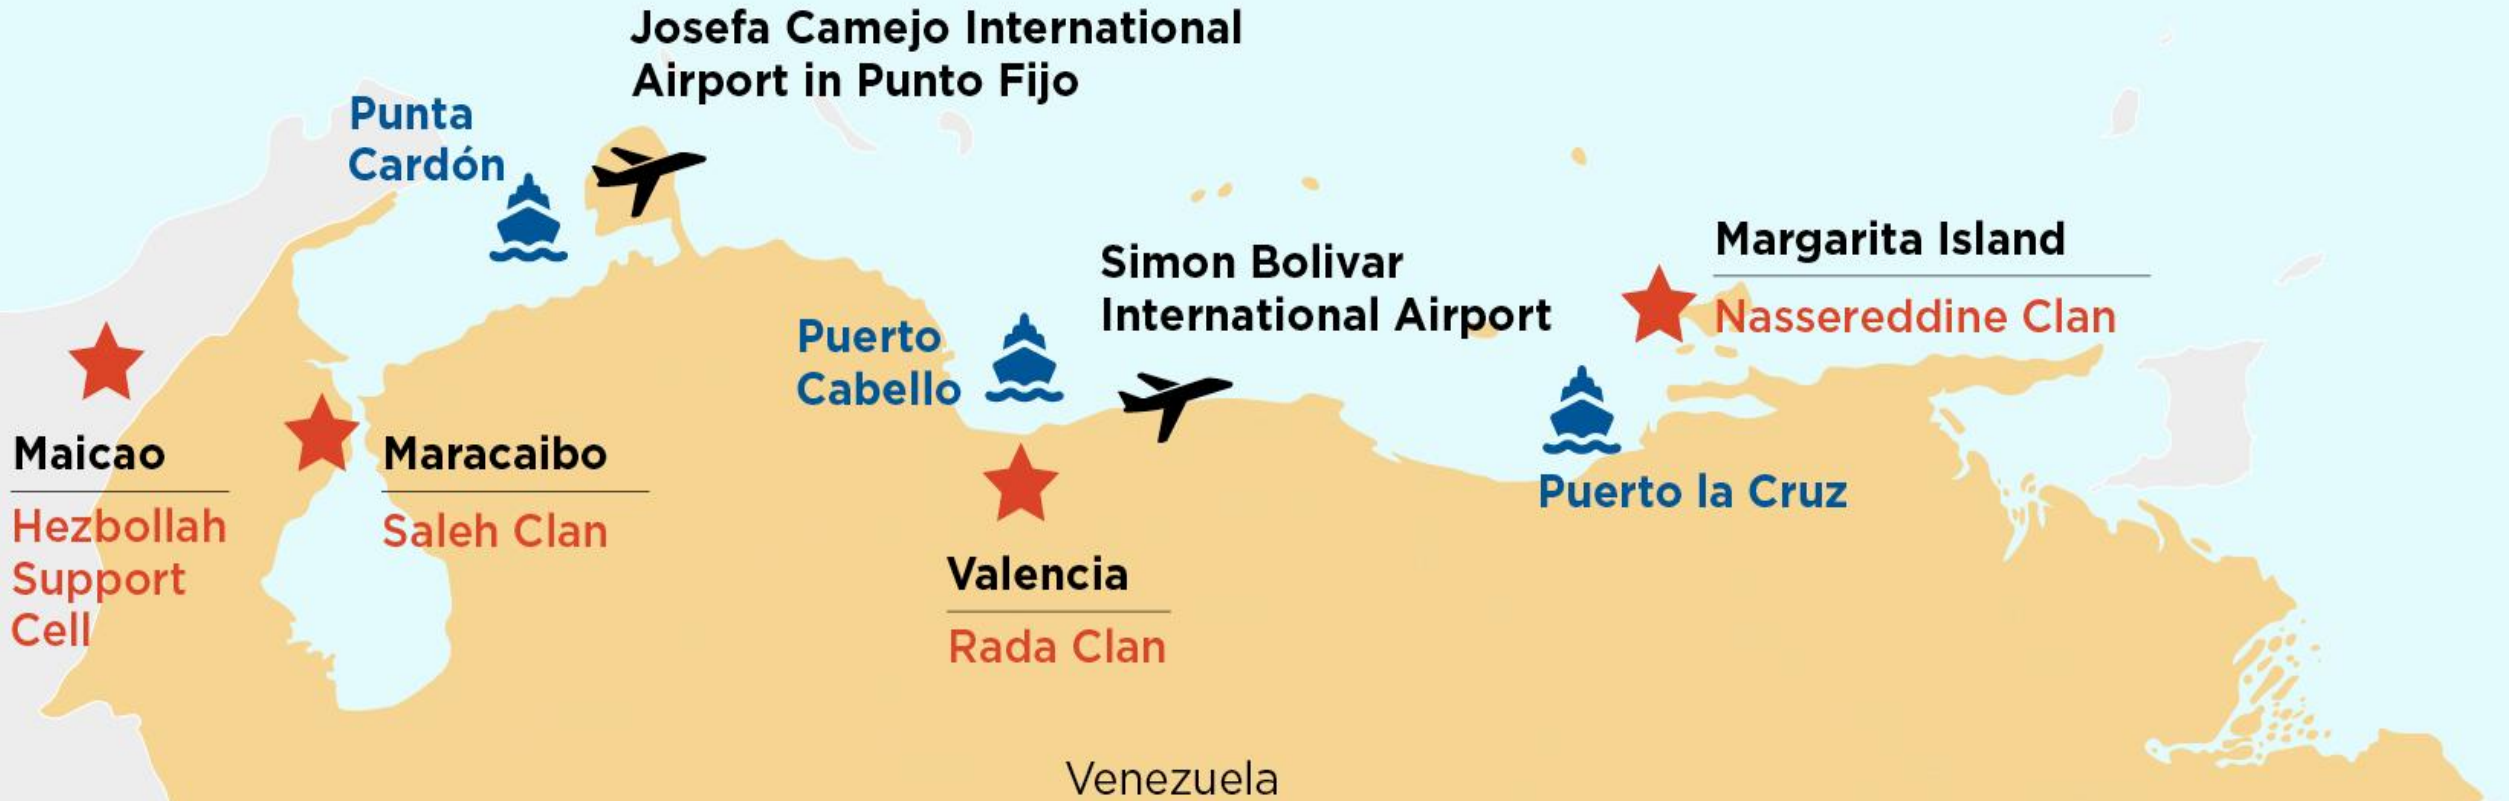 Josefa Camejo International
Airport in Punto Fijo
Punta
Cardón
Simon Bolivar
International Airport
Margarita Island
Nassereddine Clan
Puerto
Cabello
Maicao
Hezbollah
Support
Cell
Maracaibo
Saleh Clan
Puerto la Cruz
Valencia
Rada Clan
Venezuela